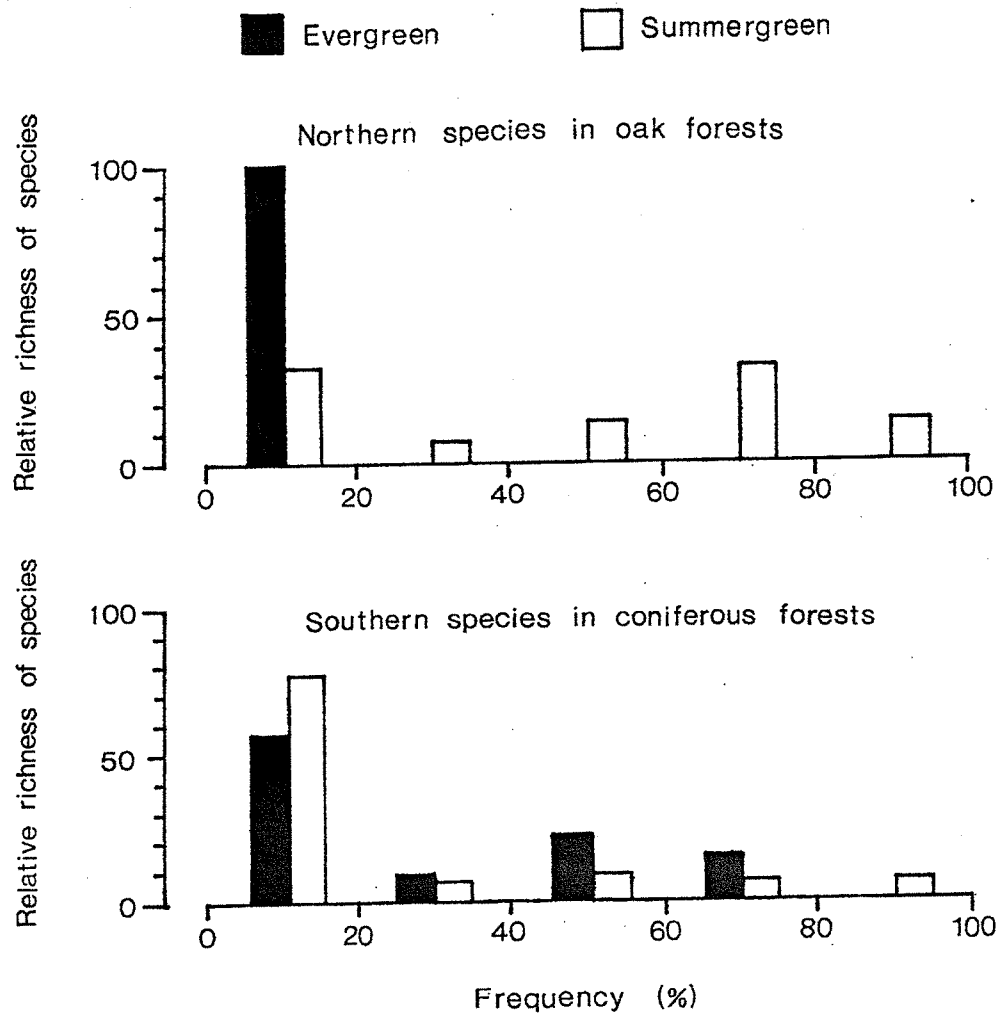 Evergreen Summergreen
Northern species in oak forests
Relative richness of species
100
50
0
0 20 40 60 80 100
Southern species in coniferous forests
Relative richness of species
100
50
0
0 20 40 60 80 100
Frequency (%)